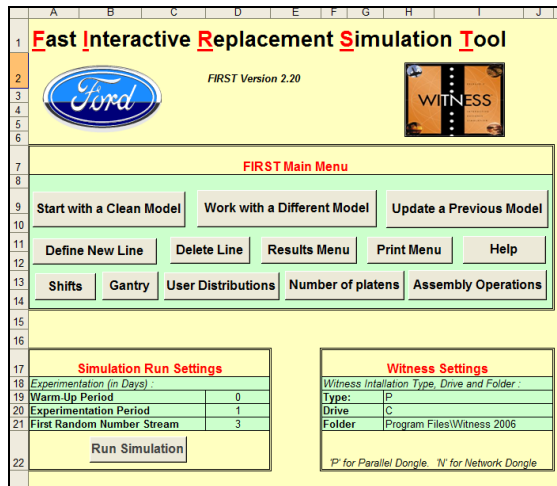 A B C D E F G H I J
1 Fast Interactive Replacement Simulation Tool
2 Ford FIRST Version 2.20 WITNESS
3
4
5
6
7 FIRST Main Menu
8
9 Start with a Clean Model Work with a Different Model Update a Previous Model
10
11 Define New Line Delete Line Results Menu Print Menu Help
12
13 Shifts Gantry User Distributions Number of platens Assembly Operations
14
15
16
17 Simulation Run Settings Witness Settings
18 Experimentation (in Days) : Witness Intallation Type, Drive and Folder :
19 Warm-Up Period 0 Type: P
20 Experimentation Period 1 Drive C
21 First Random Number Stream 3 Folder Program Files\Witness 2006
Run Simulation
22 'P' for Parallel Dongle. 'N' for Network Dongle